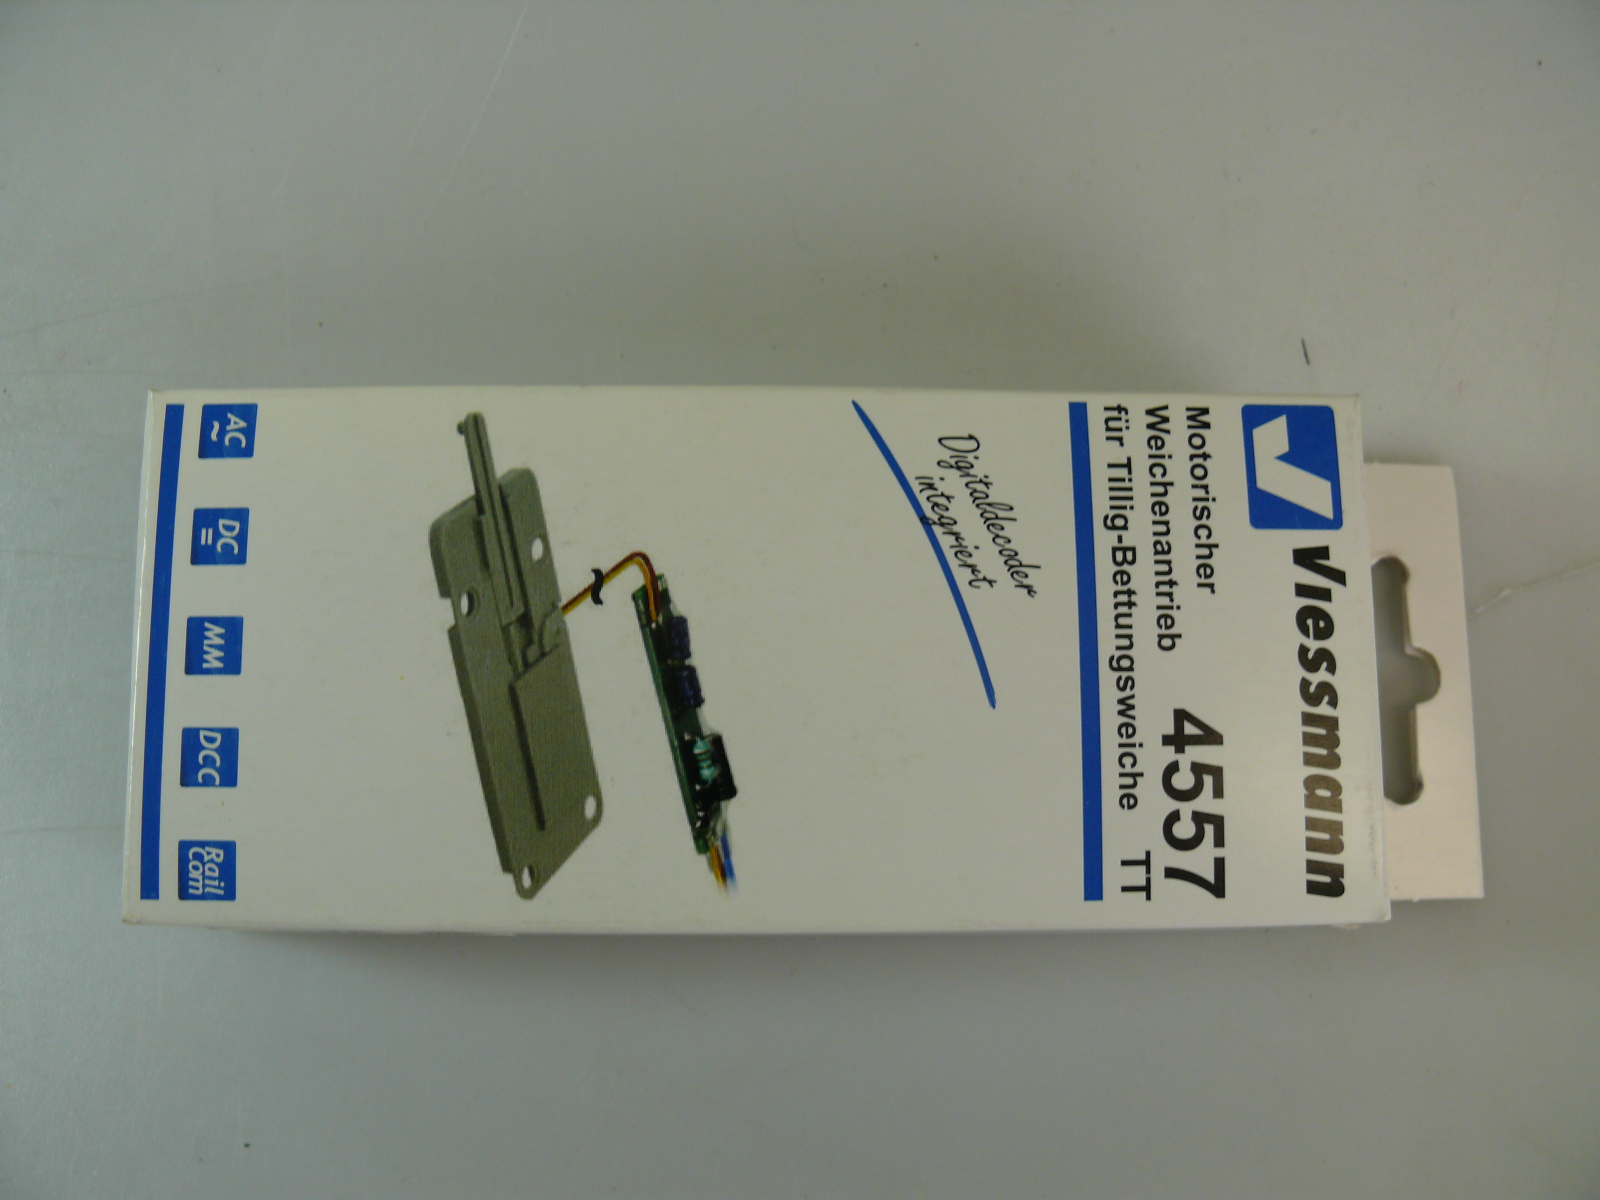 Viessmann
Motorischer
Weichenantrieb 4557
für Tillig-Bettungsweiche TT
Digitaldecoder
integriert
AC ~
DC =
MM
DCC
Rail
Com